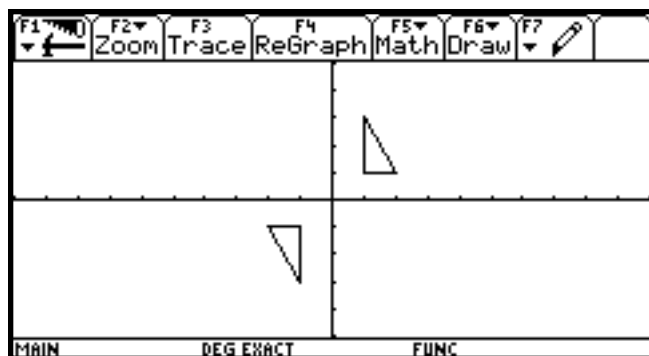 F1 F2 F3 F4 F5 F6 F7
Zoom Trace ReGraph Math Draw
MAIN DEG EXACT FUNC